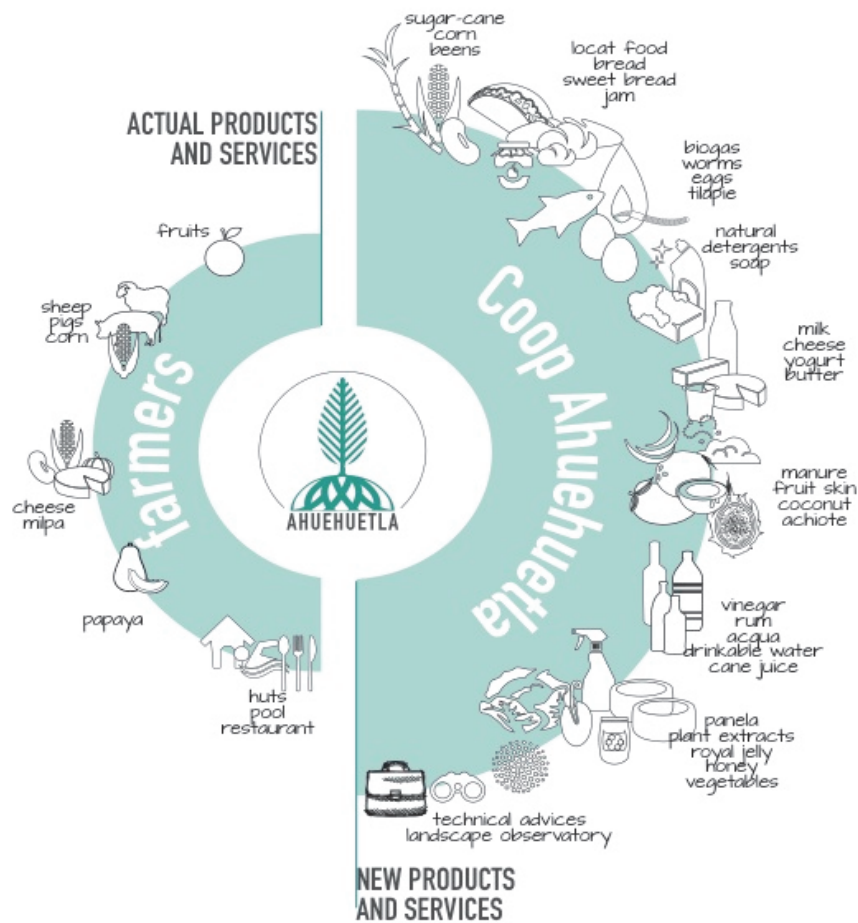 ACTUAL PRODUCTS
AND SERVICES
fruits
sheep
pigs
corn
cheese
milpa
papaya
huts
pool
restaurant
farmers
AHUEHUETLA
Coop Ahuehuetla
sugar-cane
corn
beens
locat food
bread
sweet bread
jam
biogas
worms
eggs
tilapie
natural
detergents
soap
milk
cheese
yogurt
butter
manure
fruit skin
coconut
achiote
vinegar
rum
acqua
drinkable water
cane juice
panela
plant extracts
royal jelly
honey
vegetables
technical advices
landscape observatory
NEW PRODUCTS
AND SERVICES